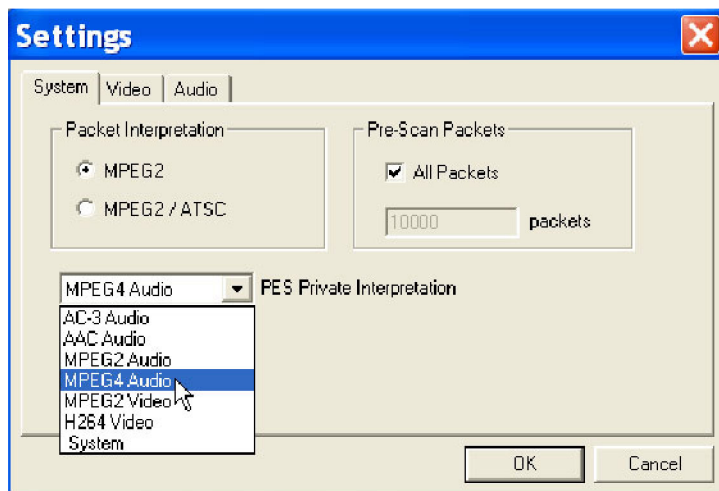 Settings
System Video Audio
Packet Interpretation
MPEG2
MPEG2 / ATSC
Pre-Scan Packets
All Packets
10000 packets
MPEG4 Audio PES Private Interpretation
AC-3 Audio
AAC Audio
MPEG2 Audio
MPEG4 Audio
MPEG2 Video
H264 Video
System
OK Cancel